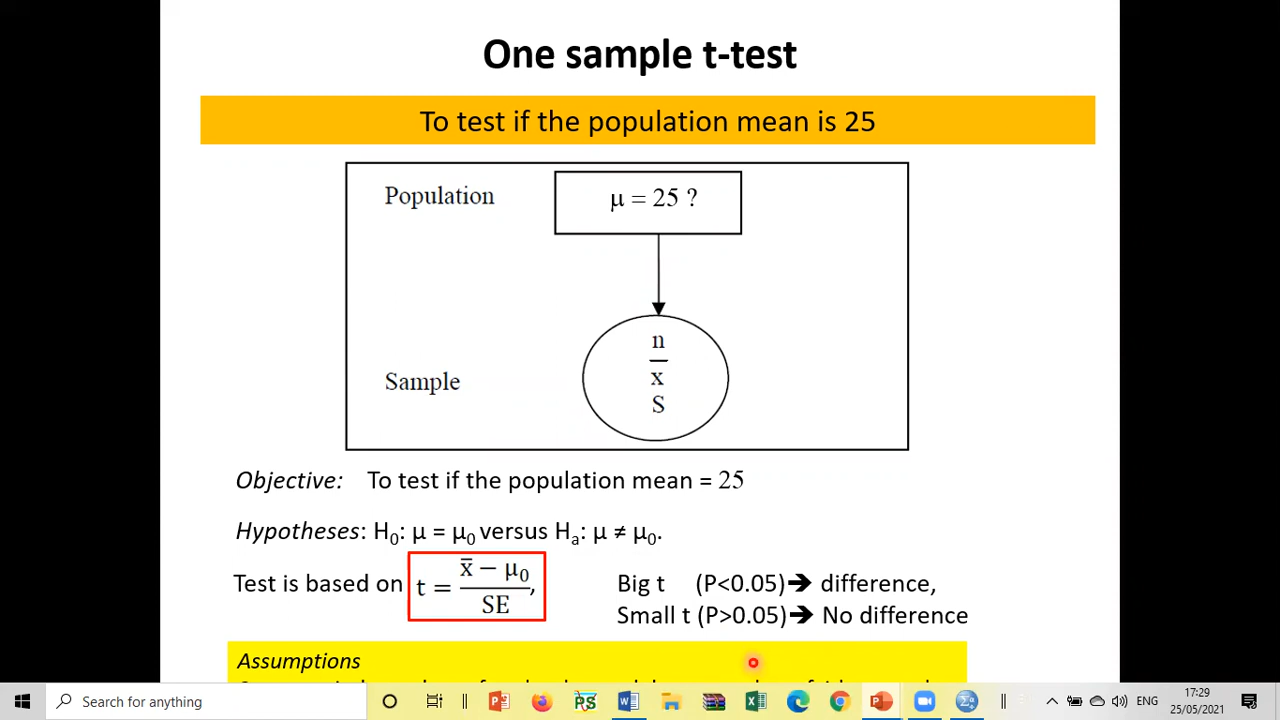 One sample t-test
To test if the population mean is 25
Population
μ = 25 ?
Sample
n
x̄
S
Objective: To test if the population mean = 25
Hypotheses: H₀: μ = μ₀ versus Hₐ: μ ≠ μ₀.
Test is based on t = (x̄ − μ₀)/SE,
Big t (P<0.05)➔ difference,
Small t (P>0.05)➔ No difference
Assumptions
Search for anything
ENG
17:29
25/05/2021